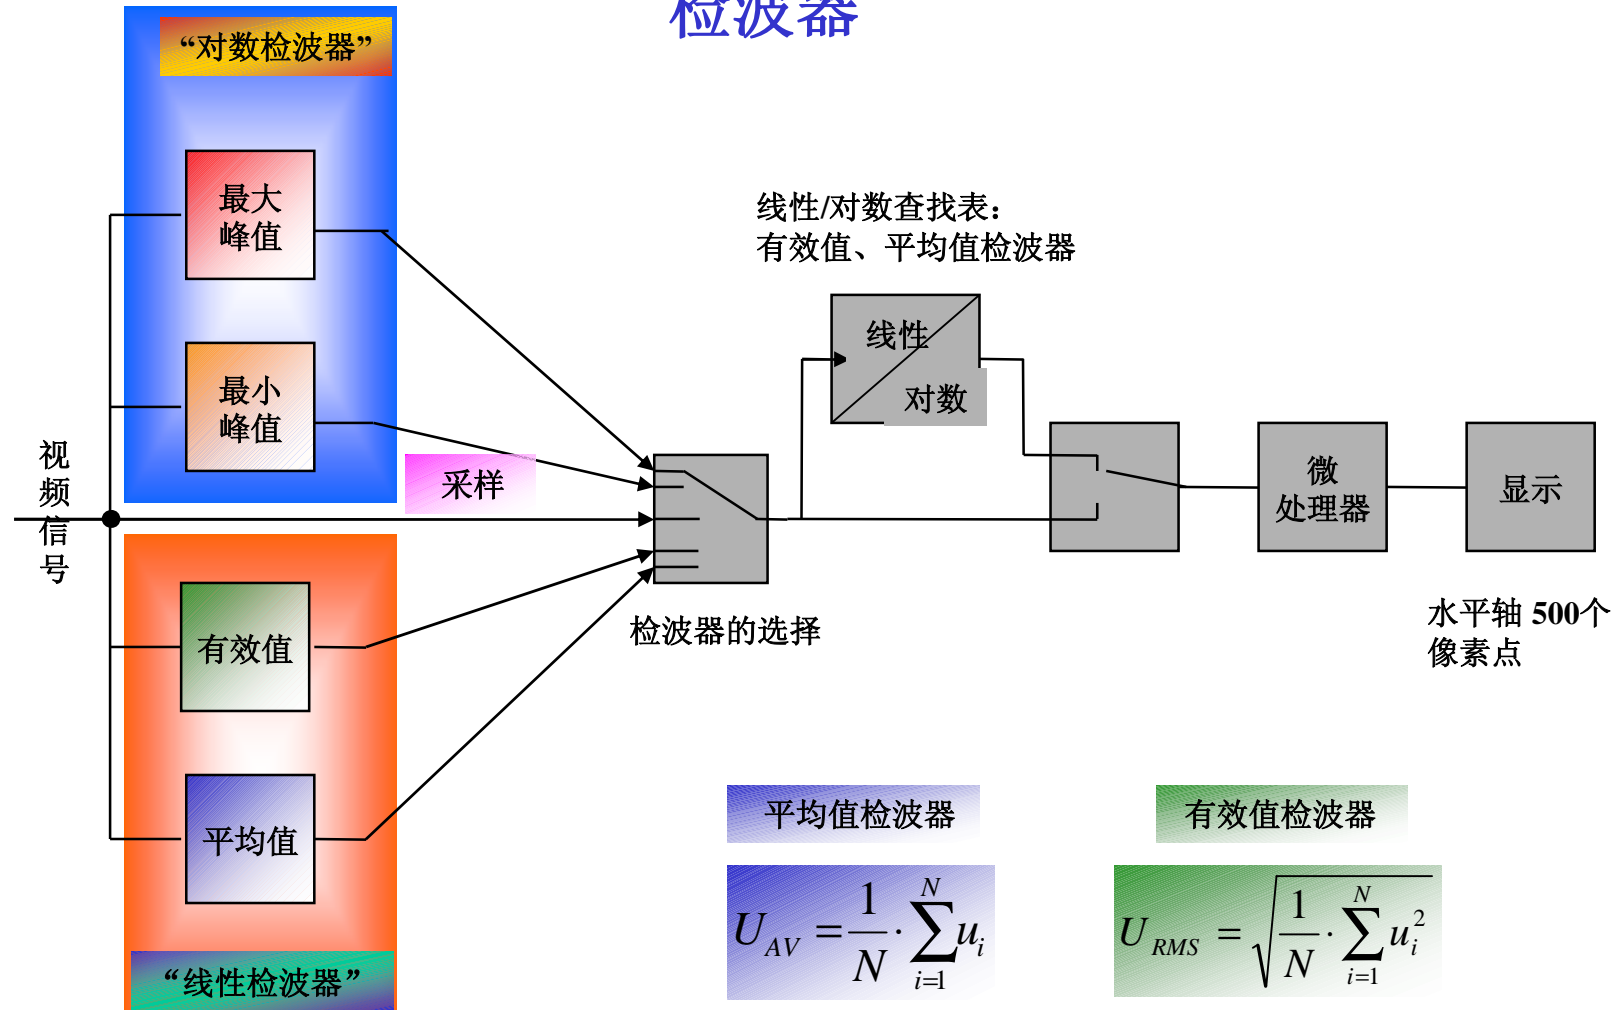 检波器
“对数检波器”
最大
峰值
最小
峰值
视
频
信
号
采样
有效值
平均值
“线性检波器”
检波器的选择
线性/对数查找表：
有效值、平均值检波器
线性
对数
微
处理器
显示
水平轴 500个
像素点
平均值检波器
有效值检波器
U_{AV} = \frac{1}{N} \cdot \sum_{i=1}^{N} u_i
U_{RMS} = \sqrt{\frac{1}{N} \cdot \sum_{i=1}^{N} u_i^2}